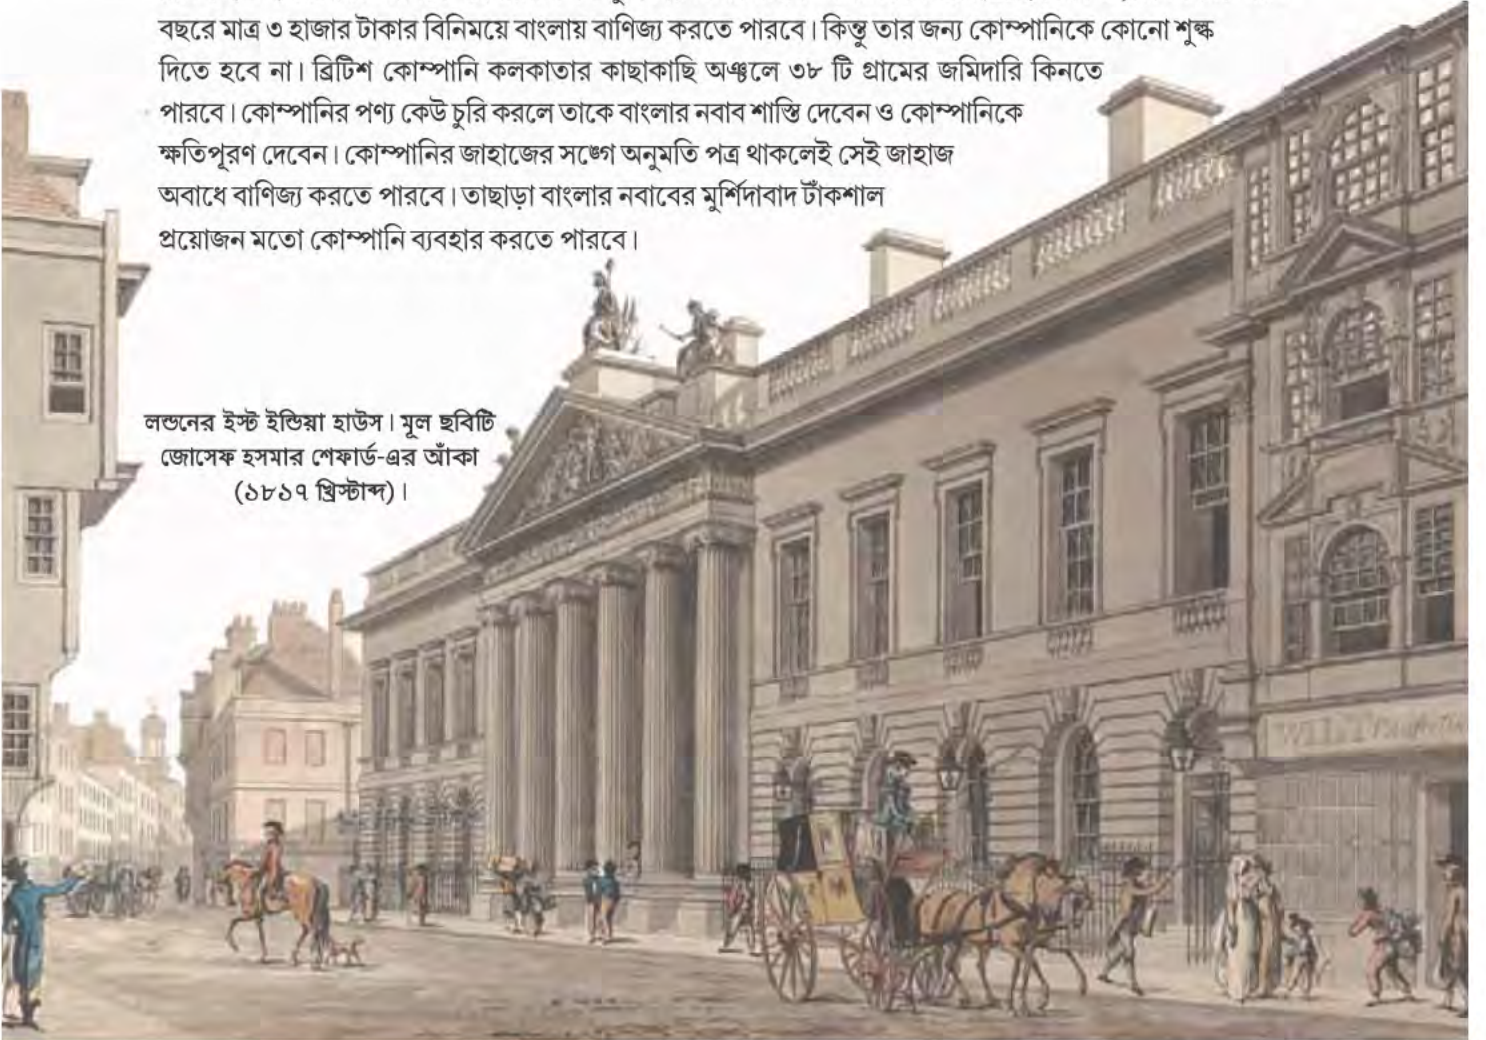 বছরে মাত্র ৩ হাজার টাকার বিনিময়ে বাংলায় বাণিজ্য করতে পারবে। কিন্তু তার জন্য কোম্পানিকে কোনো শুল্ক
দিতে হবে না। ব্রিটিশ কোম্পানি কলকাতার কাছাকাছি অঞ্চলে ৩৮ টি গ্রামের জমিদারি কিনতে
পারবে। কোম্পানির পণ্য কেউ চুরি করলে তাকে বাংলার নবাব শাস্তি দেবেন ও কোম্পানিকে
ক্ষতিপূরণ দেবেন। কোম্পানির জাহাজের সঙ্গে অনুমতি পত্র থাকলেই সেই জাহাজ
অবাধে বাণিজ্য করতে পারবে। তাছাড়া বাংলার নবাবের মুর্শিদাবাদ টাঁকশাল
প্রয়োজন মতো কোম্পানি ব্যবহার করতে পারবে।
লন্ডনের ইস্ট ইন্ডিয়া হাউস। মূল ছবিটি
জোসেফ হসমার শেফার্ড-এর আঁকা
(১৮১৭ খ্রিস্টাব্দ)।